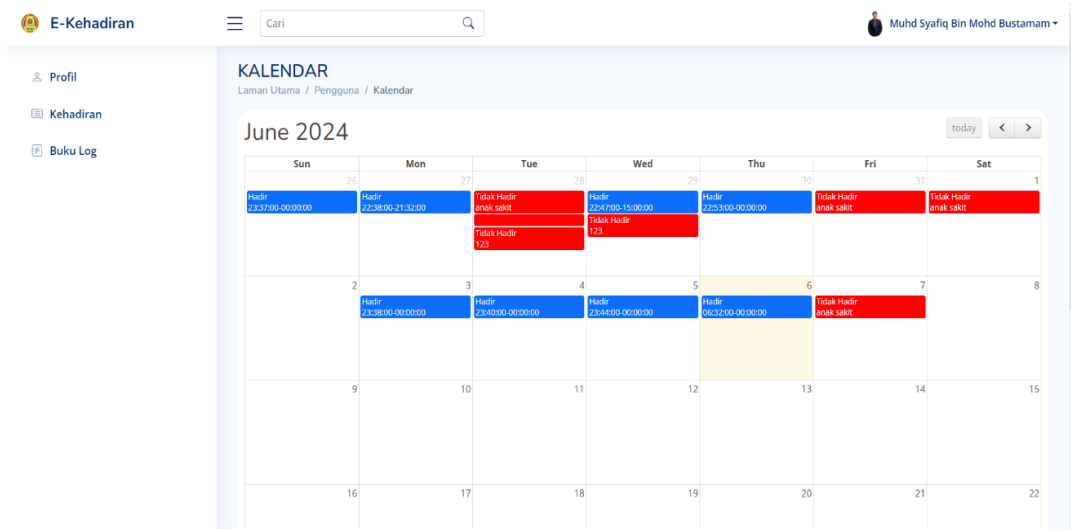 E-Kehadiran
Cari
Muhd Syafiq Bin Mohd Bustamam
Profil
Kehadiran
Buku Log
KALENDAR
Laman Utama / Pengguna / Kalendar
June 2024
today
Sun Mon Tue Wed Thu Fri Sat
26 27 28 29 30 31 1
Hadir
23:37:00-00:00:00
Hadir
22:38:00-21:32:00
Tidak Hadir
anak sakit
Tidak Hadir
123
Hadir
22:47:00-15:00:00
Tidak Hadir
123
Hadir
22:53:00-00:00:00
Tidak Hadir
anak sakit
Tidak Hadir
anak sakit
2 3 4 5 6 7 8
Hadir
23:38:00-00:00:00
Hadir
23:40:00-00:00:00
Hadir
23:44:00-00:00:00
Hadir
06:32:00-00:00:00
Tidak Hadir
anak sakit
9 10 11 12 13 14 15
16 17 18 19 20 21 22